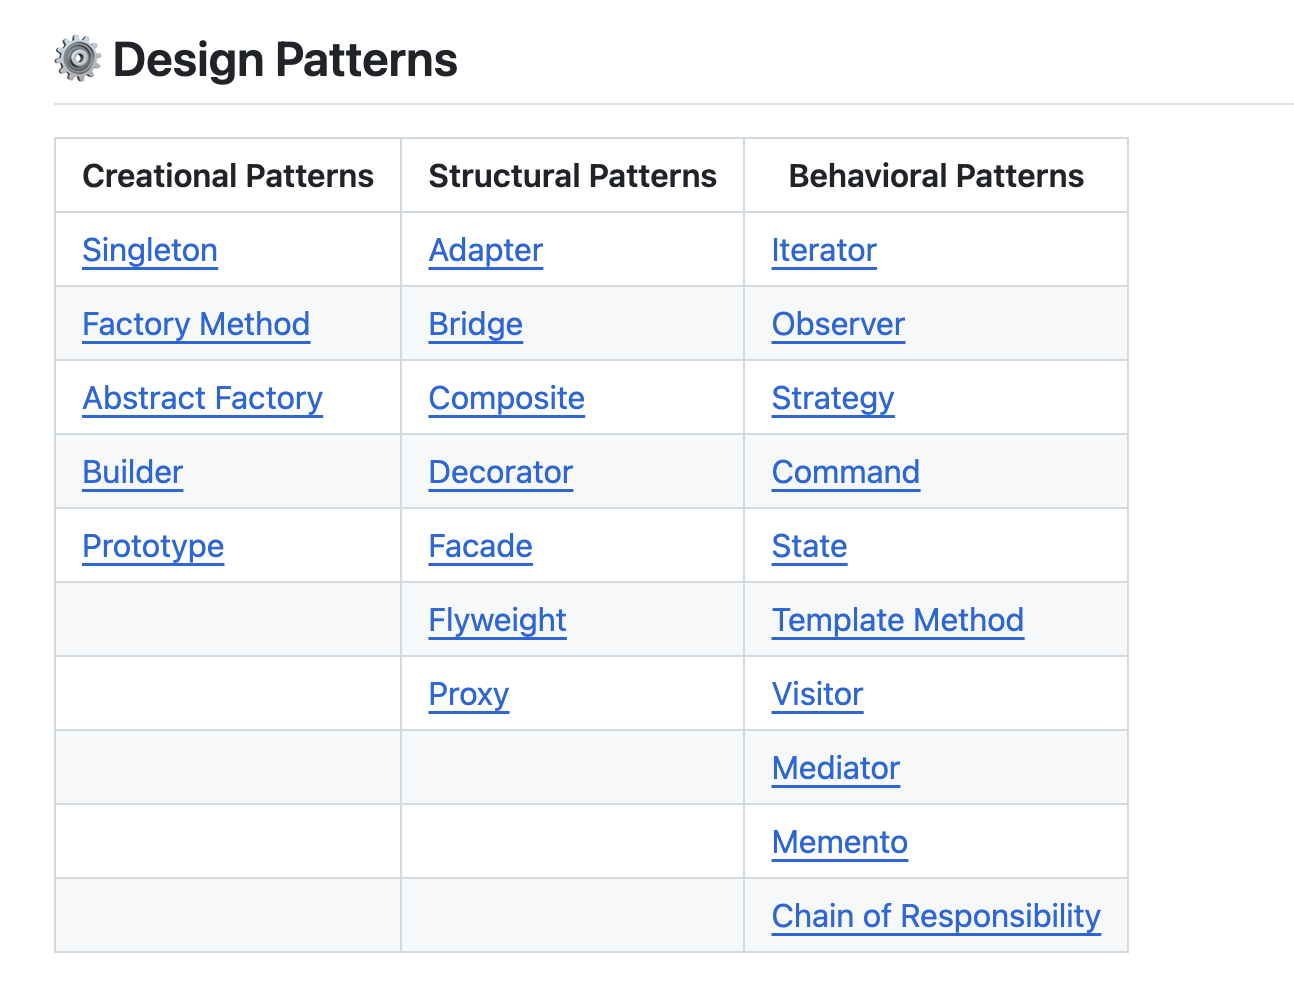 Design Patterns
Creational Patterns Structural Patterns Behavioral Patterns
Singleton Adapter Iterator
Factory Method Bridge Observer
Abstract Factory Composite Strategy
Builder Decorator Command
Prototype Facade State
Flyweight Template Method
Proxy Visitor
Mediator
Memento
Chain of Responsibility